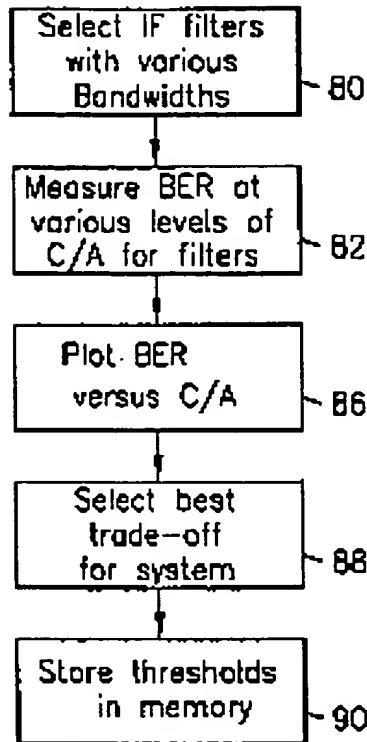 Select IF filters
with various
Bandwidths
80
Measure BER at
various levels of
C/A for filters
82
Plot BER
versus C/A
86
Select best
trade-off
for system
88
Store thresholds
in memory
90